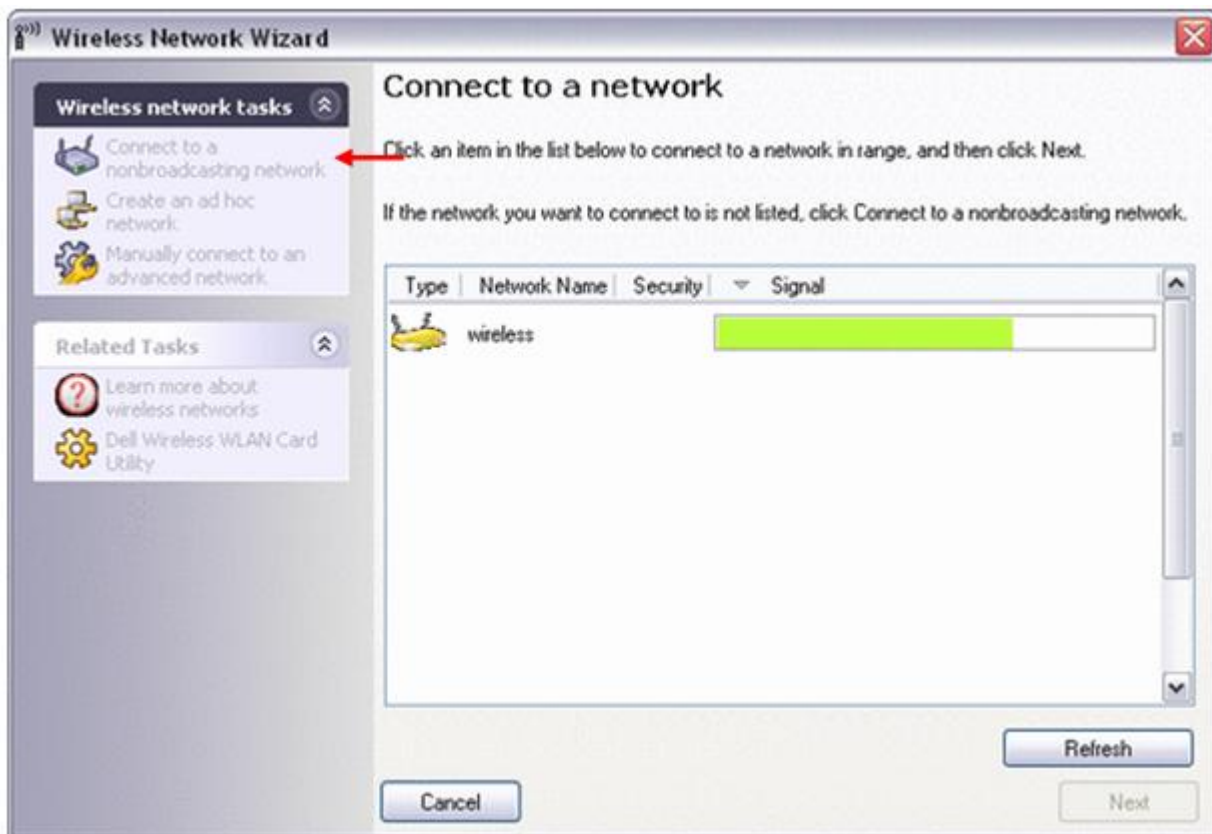 Wireless Network Wizard
Wireless network tasks
Connect to a
nonbroadcasting network
Create an ad hoc
network
Manually connect to an
advanced network
Related Tasks
Learn more about
wireless networks
Dell Wireless WLAN Card
Utility
Connect to a network
Click an item in the list below to connect to a network in range, and then click Next.
If the network you want to connect to is not listed, click Connect to a nonbroadcasting network.
Type Network Name Security Signal
wireless
Refresh
Cancel Next